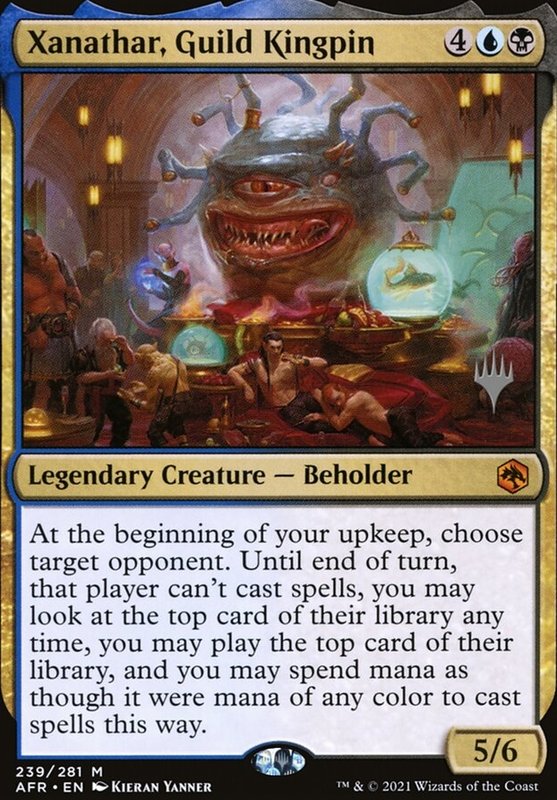 Xanathar, Guild Kingpin 4
Legendary Creature — Beholder
At the beginning of your upkeep, choose
target opponent. Until end of turn,
that player can't cast spells, you may
look at the top card of their library any
time, you may play the top card of their
library, and you may spend mana as
though it were mana of any color to cast
spells this way.
5/6
239/281 M
AFR • EN KIERAN YANNER
™ & © 2021 Wizards of the Coast